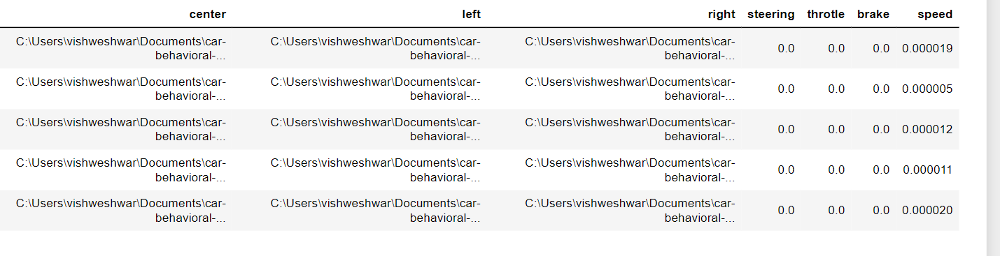 center left right steering throtle brake speed
C:\Users\vishweshwar\Documents\car- C:\Users\vishweshwar\Documents\car- C:\Users\vishweshwar\Documents\car-
behavioral-... behavioral-... behavioral-... 0.0 0.0 0.0 0.000019
C:\Users\vishweshwar\Documents\car- C:\Users\vishweshwar\Documents\car- C:\Users\vishweshwar\Documents\car-
behavioral-... behavioral-... behavioral-... 0.0 0.0 0.0 0.000005
C:\Users\vishweshwar\Documents\car- C:\Users\vishweshwar\Documents\car- C:\Users\vishweshwar\Documents\car-
behavioral-... behavioral-... behavioral-... 0.0 0.0 0.0 0.000012
C:\Users\vishweshwar\Documents\car- C:\Users\vishweshwar\Documents\car- C:\Users\vishweshwar\Documents\car-
behavioral-... behavioral-... behavioral-... 0.0 0.0 0.0 0.000011
C:\Users\vishweshwar\Documents\car- C:\Users\vishweshwar\Documents\car- C:\Users\vishweshwar\Documents\car-
behavioral-... behavioral-... behavioral-... 0.0 0.0 0.0 0.000020